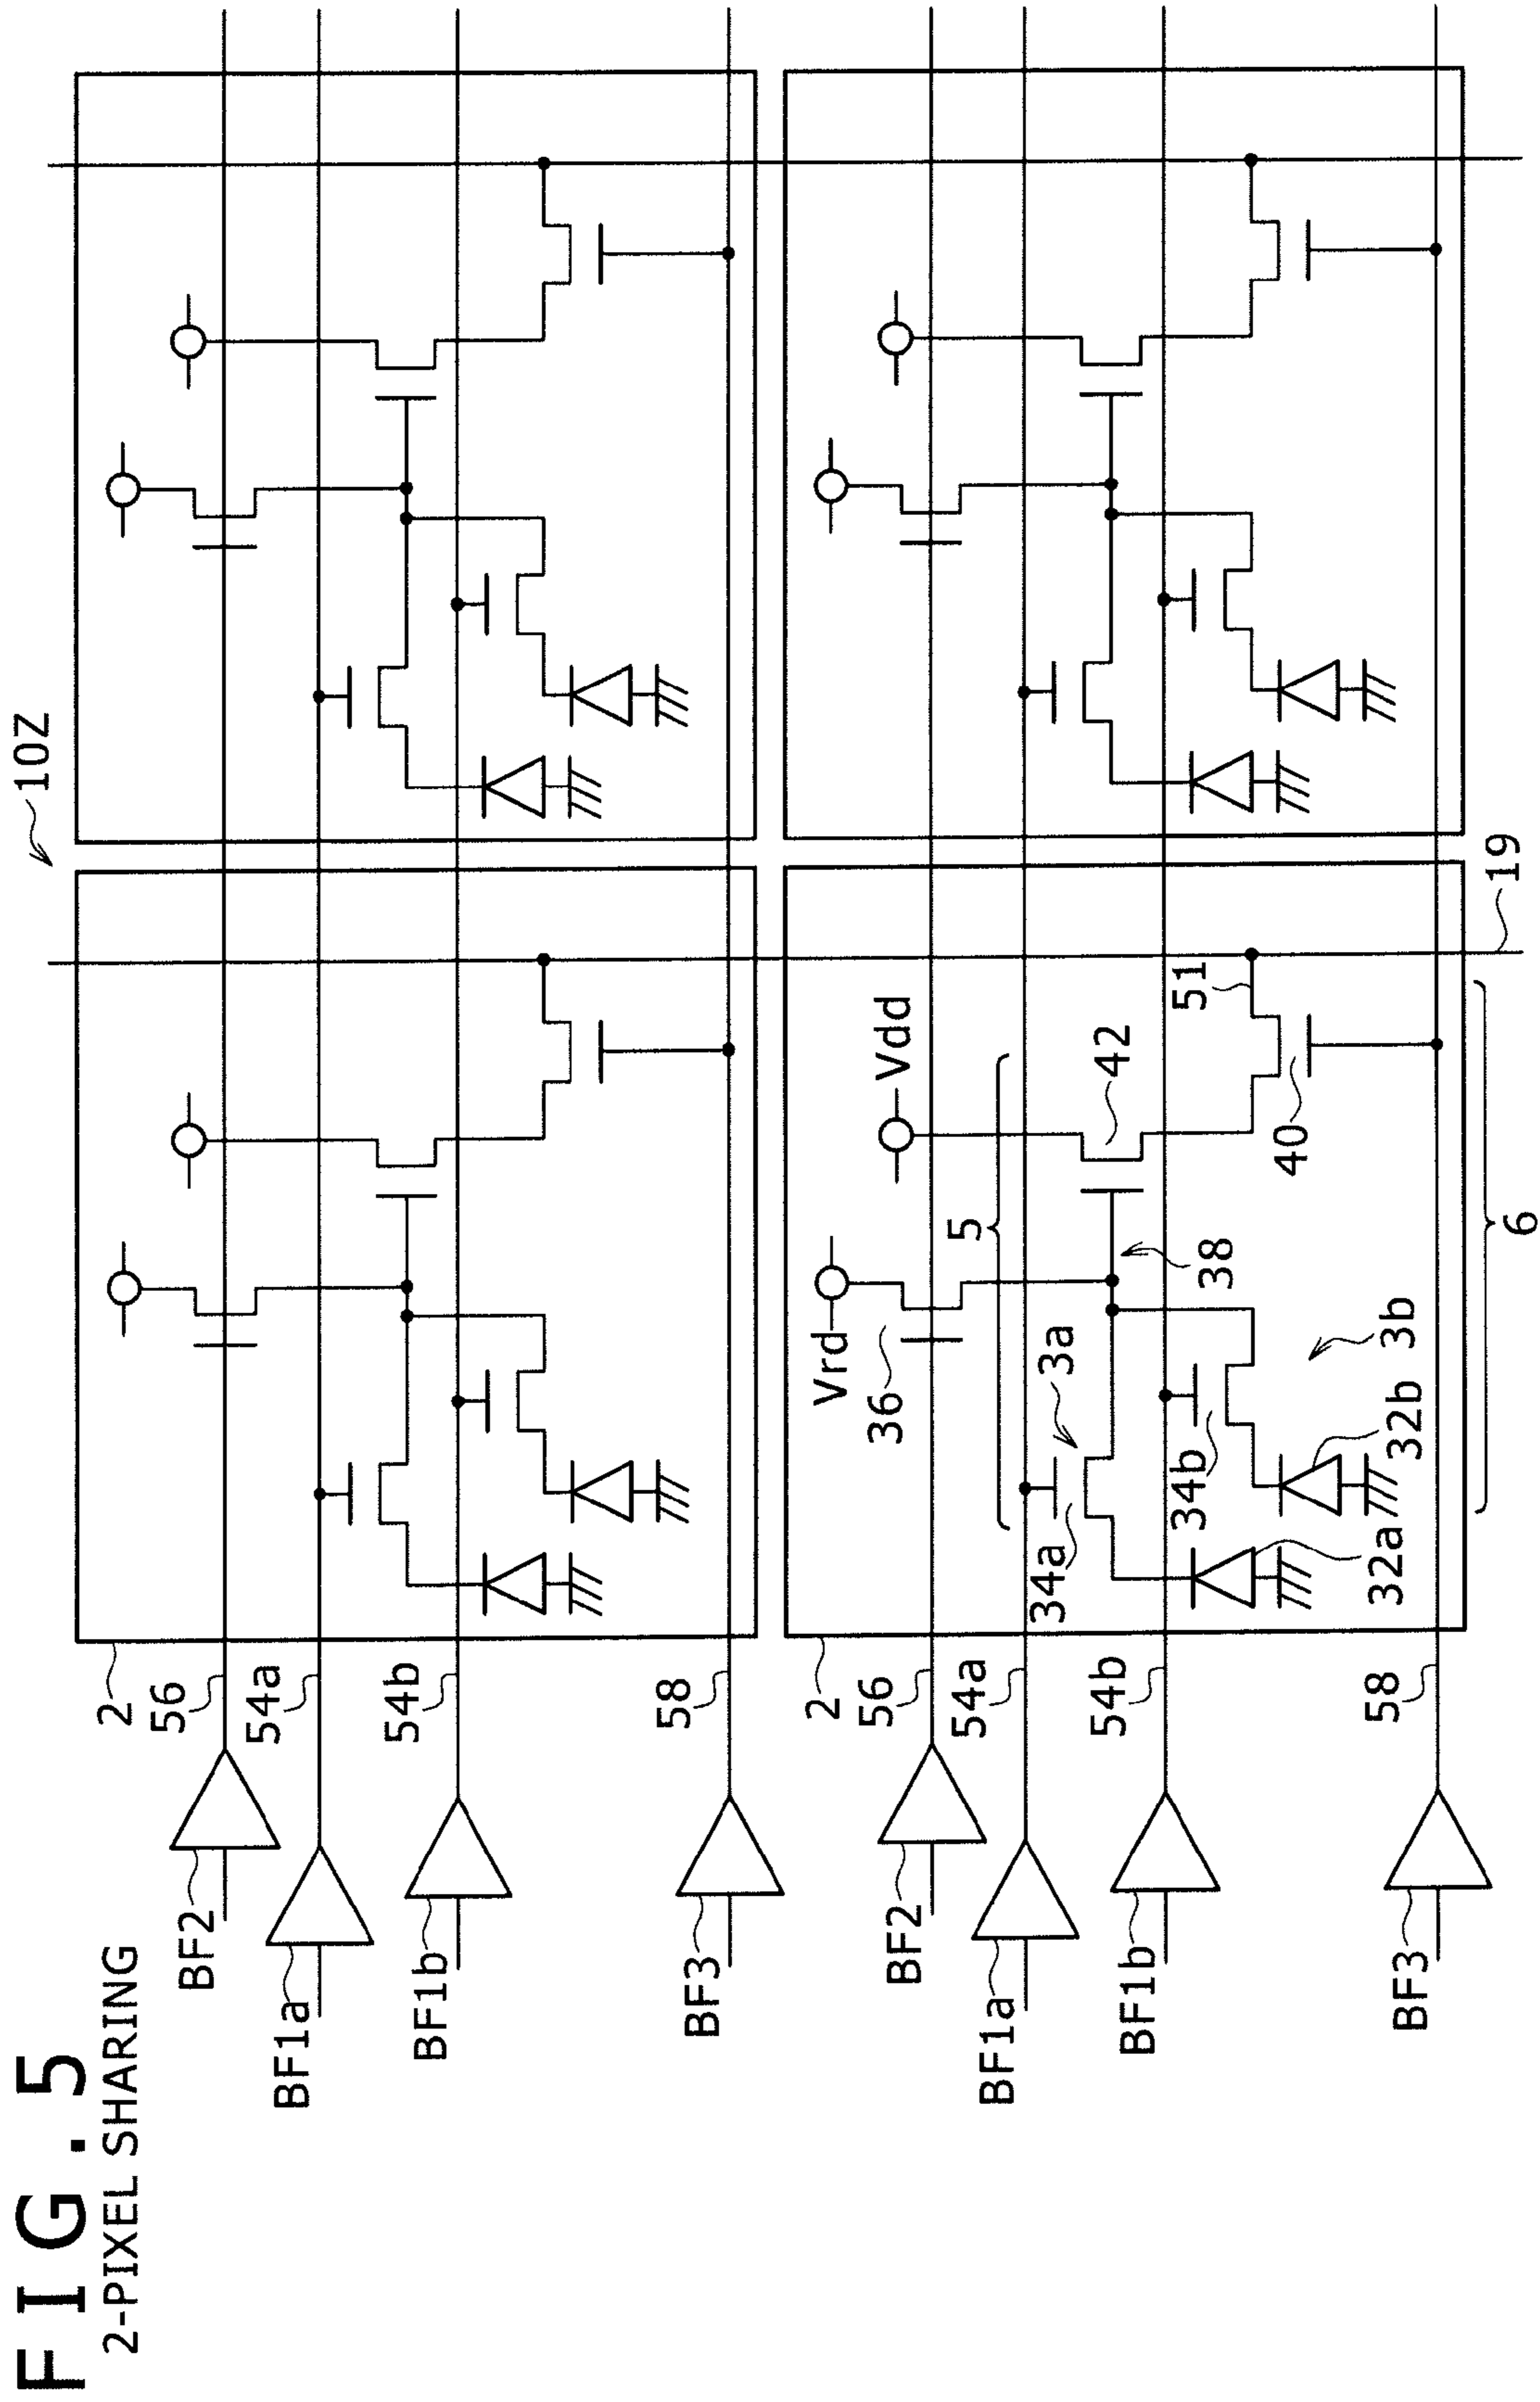 FIG.5
2-PIXEL SHARING
10Z
BF2
56
2
BF1a
54a
BF1b
54b
BF3
58
BF2
56
2
BF1a
54a
BF1b
54b
BF3
58
Vrd
Vdd
36
5
34a
3a
38
42
34b
51
32a
32b
3b
40
6
19